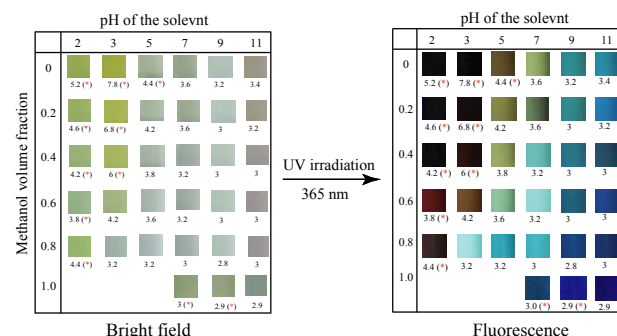 pH of the solevnt
2 3 5 7 9 11
Methanol volume fraction
0
5.2 (*) 7.8 (*) 4.4 (*) 3.6 3.2 3.4
0.2
4.6 (*) 6.8 (*) 4.2 3.6 3 3.2
0.4
4.2 (*) 6 (*) 3.8 3.2 3 3
0.6
3.8 (*) 4.2 3.6 3.2 3 3
0.8
4.4 (*) 3.2 3.2 3 2.8 3
1.0
3 (*) 2.9 (*) 2.9
Bright field
UV irradiation
365 nm
pH of the solevnt
2 3 5 7 9 11
0
5.2 (*) 7.8 (*) 4.4 (*) 3.6 3.2 3.4
0.2
4.6 (*) 6.8 (*) 4.2 3.6 3 3.2
0.4
4.2 (*) 6 (*) 3.8 3.2 3 3
0.6
3.8 (*) 4.2 3.6 3.2 3 3
0.8
4.4 (*) 3.2 3.2 3 2.8 3
1.0
3.0 (*) 2.9 (*) 2.9
Fluorescence